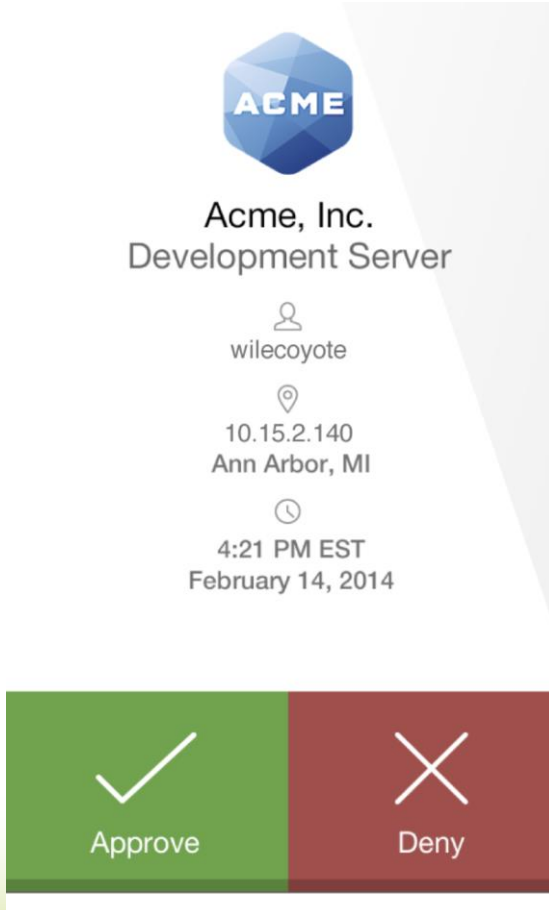 ACME
Acme, Inc.
Development Server
wilecoyote
10.15.2.140
Ann Arbor, MI
4:21 PM EST
February 14, 2014
Approve
Deny